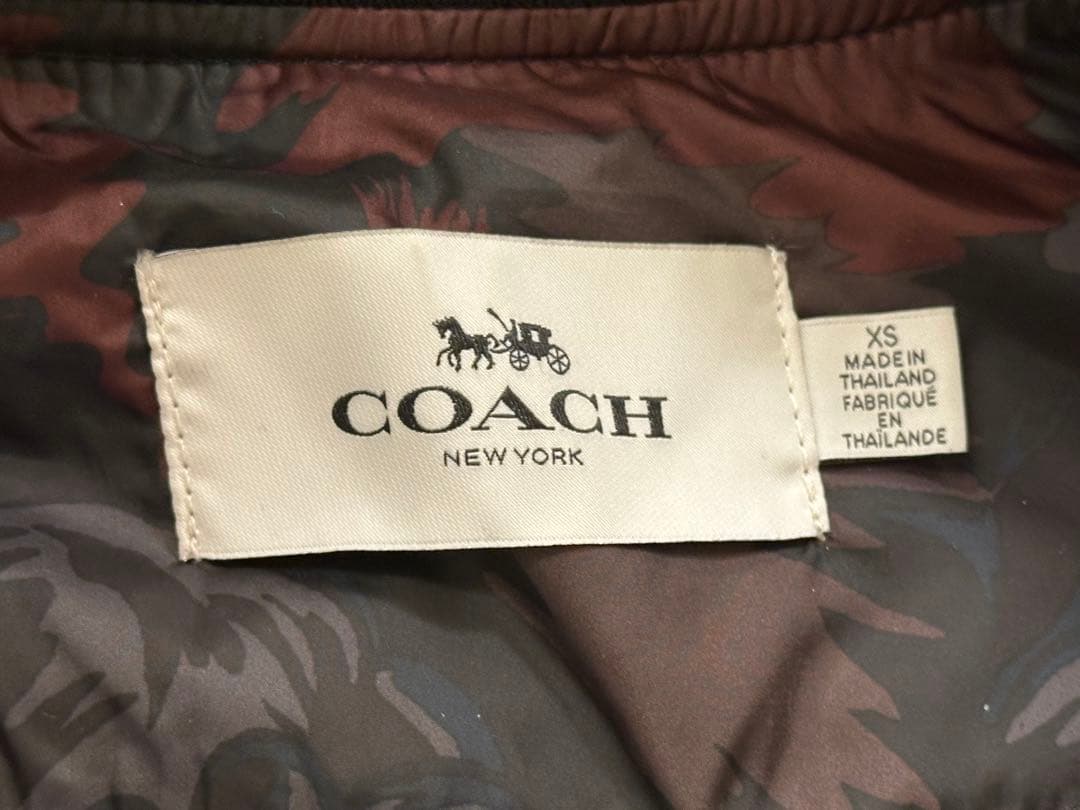 COACH
NEW YORK
XS
MADE IN
THAILAND
FABRIQUÉ
EN
THAÏLANDE